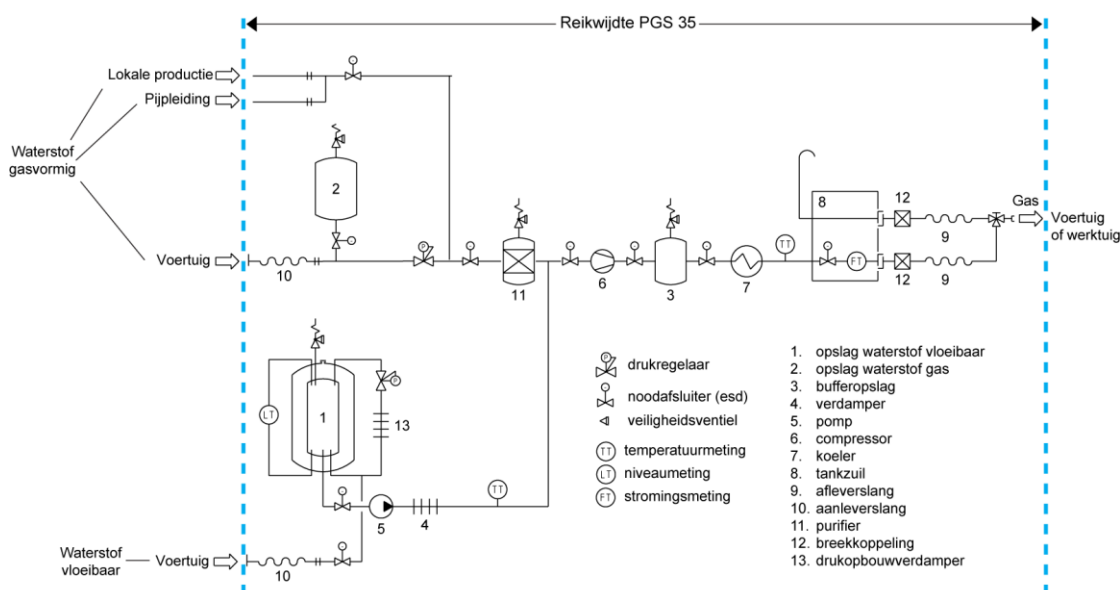 Reikwijdte PGS 35
Lokale productie
Pijpleiding
Waterstof
gasvormig
Voertuig
2
10
P
11
6
3
7
TT
8
FT
12
9
12
9
Gas
Voertuig
of werktuig
1
LT
P
13
5
4
TT
Waterstof
vloeibaar
Voertuig
10
P drukregelaar
noodafsluiter (esd)
veiligheidsventiel
TT temperatuurmeting
LT niveaumeting
FT stromingsmeting
1. opslag waterstof vloeibaar
2. opslag waterstof gas
3. bufferopslag
4. verdamper
5. pomp
6. compressor
7. koeler
8. tankzuil
9. afleverslang
10. aanleverslang
11. purifier
12. breekkoppeling
13. drukopbouwverdamper